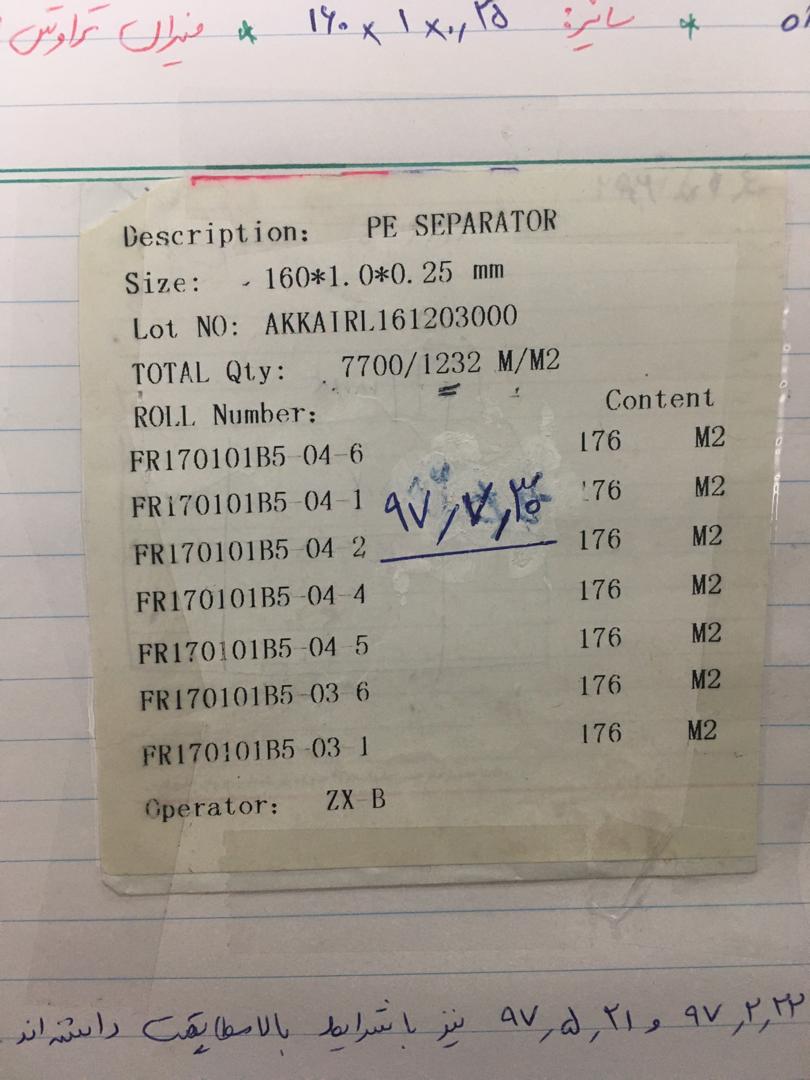 * سایز: ۱۶۰ x ۱ x ۰,۲۵ * میزان تراوش
Description: PE SEPARATOR
Size: 160*1.0*0.25 mm
Lot NO: AKKAIRL161203000
TOTAL Qty: 7700/1232 M/M2
ROLL Number: Content
FR170101B5-04-6 176 M2
FR170101B5-04-1 176 M2
۹۷,۷,۳۰
FR170101B5-04 2 176 M2
FR170101B5-04-4 176 M2
FR170101B5-04 5 176 M2
FR170101B5-03 6 176 M2
FR170101B5-03 1 176 M2
Operator: ZX-B
۹۷,۲,۲۳ و ۹۷,۵,۲۱ نیز با شرایط بالا مطابقت داشته‌اند